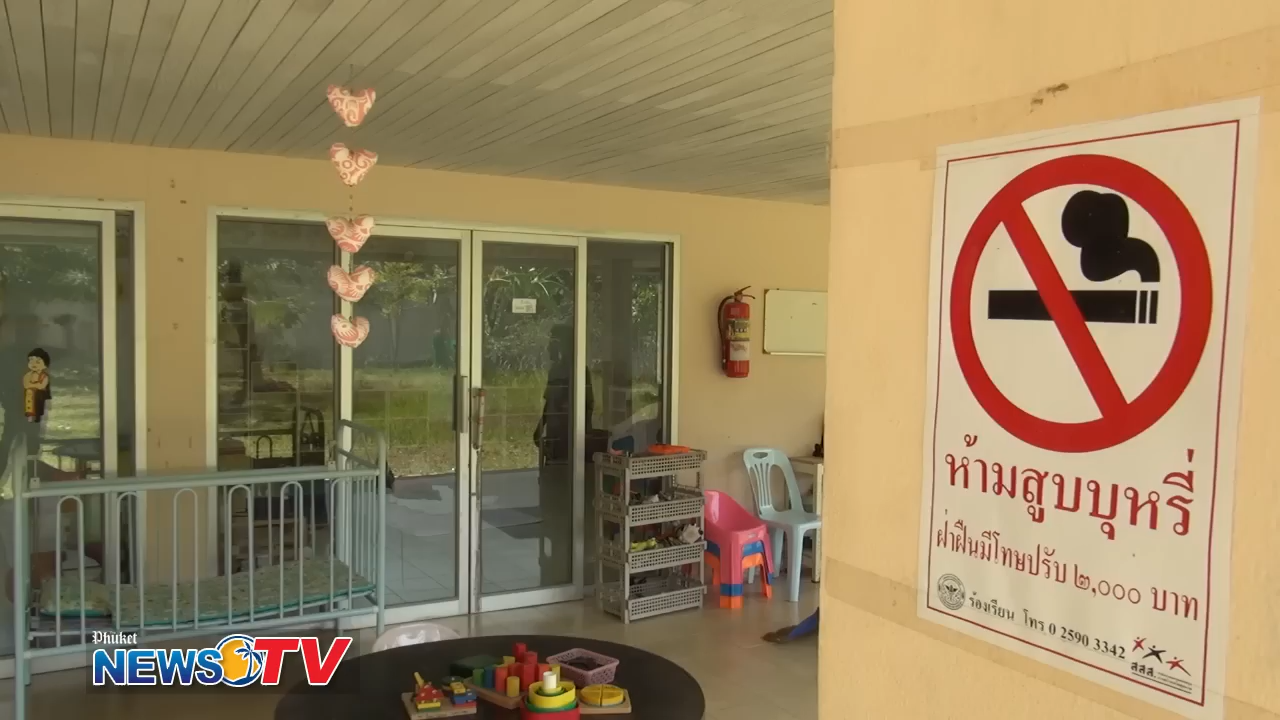 ห้ามสูบบุหรี่
ฝ่าฝืนมีโทษปรับ ๒,๐๐๐ บาท
ร้องเรียน โทร 0 2590 3342
สสส.
Phuket
NEWS TV